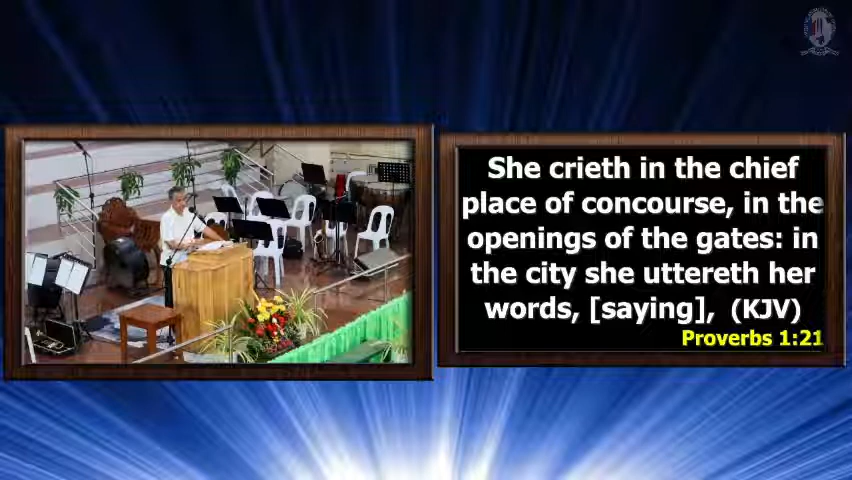 She crieth in the chief
place of concourse, in the
openings of the gates: in
the city she uttereth her
words, [saying], (KJV)
Proverbs 1:21